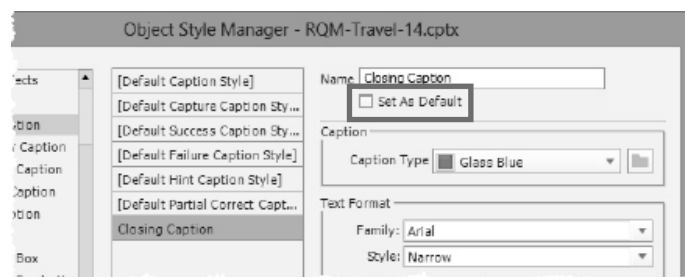 Object Style Manager - RQM-Travel-14.cptx
[Default Caption Style]
[Default Capture Caption Sty...
[Default Success Caption Sty...
[Default Failure Caption Style]
[Default Hint Caption Style]
[Default Partial Correct Capt...
Closing Caption
Caption
Caption
Box
Name Closing Caption
Set As Default
Caption
Caption Type Glass Blue
Text Format
Family: Arial
Style: Narrow